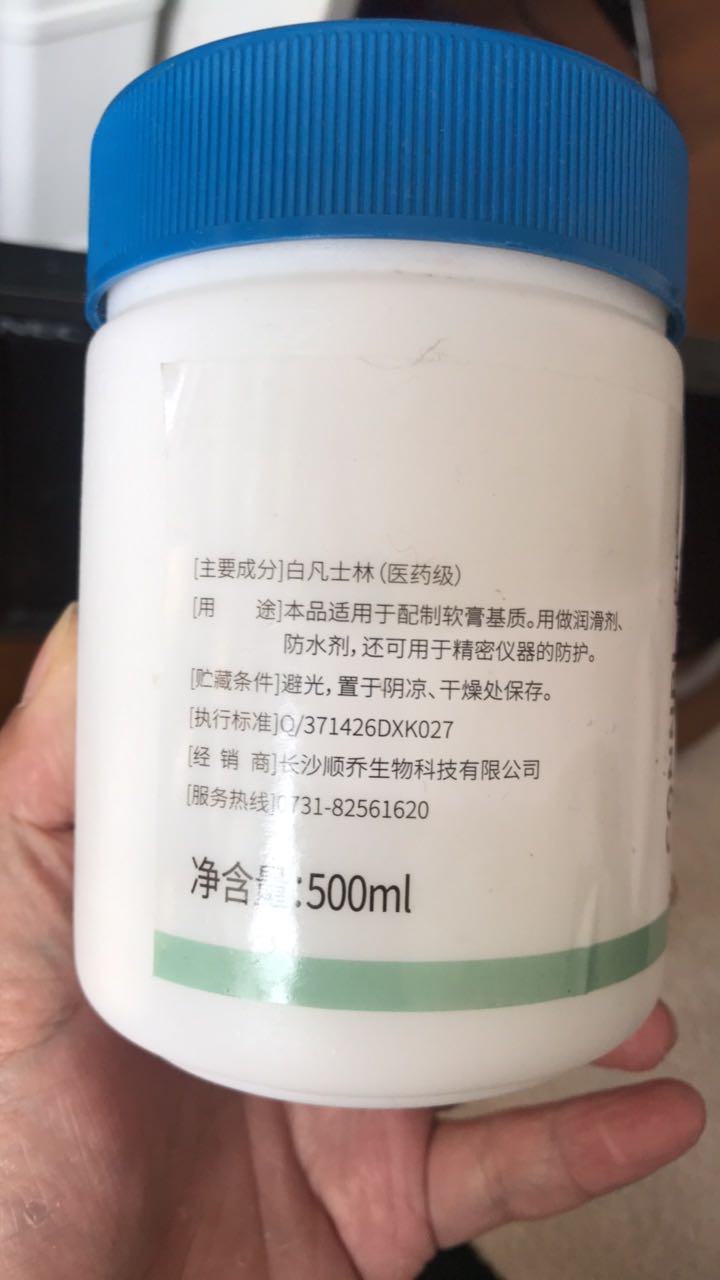 [主要成分]白凡士林(医药级)
[用 途]本品适用于配制软膏基质。用做润滑剂、
防水剂,还可用于精密仪器的防护。
[贮藏条件]避光,置于阴凉、干燥处保存。
[执行标准]Q/371426DXK027
[经 销 商]长沙顺乔生物科技有限公司
[服务热线]0731-82561620
净含量:500ml